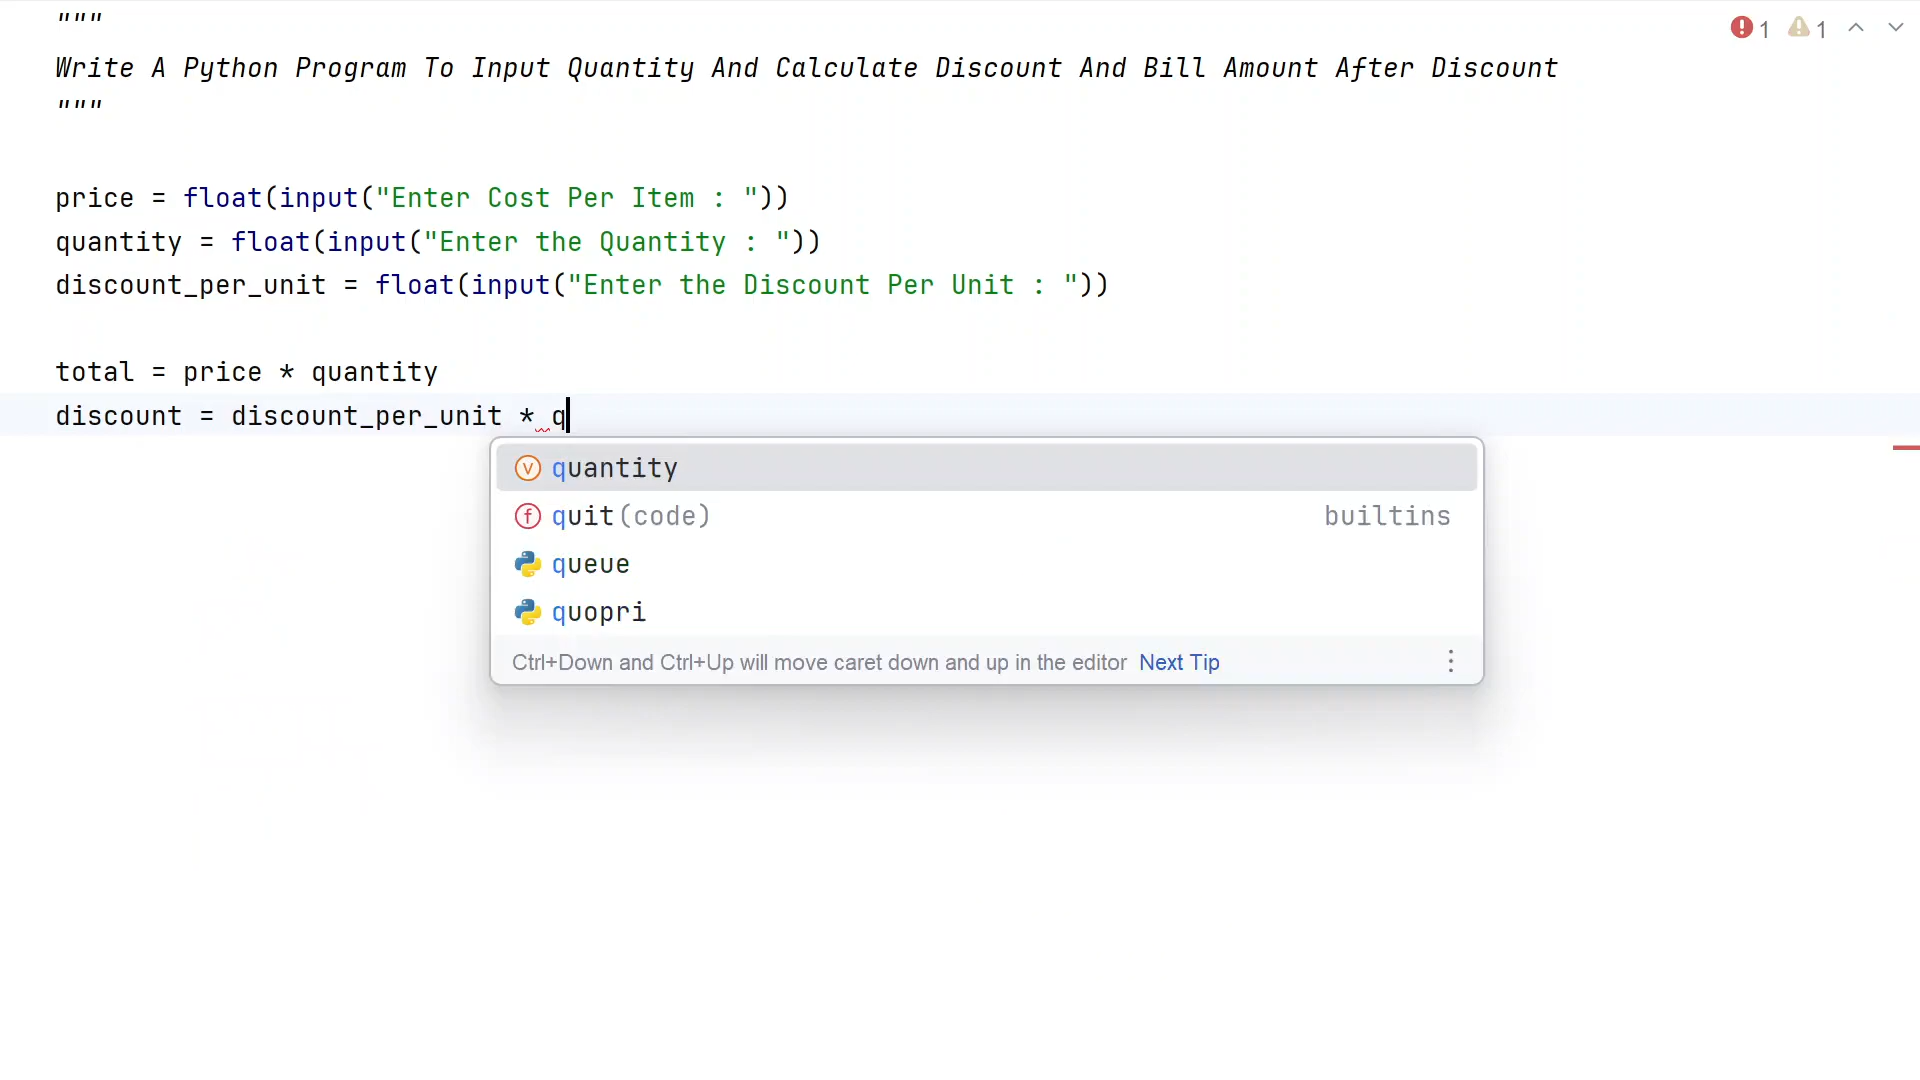 """
1 1
Write A Python Program To Input Quantity And Calculate Discount And Bill Amount After Discount
"""
price = float(input("Enter Cost Per Item : "))
quantity = float(input("Enter the Quantity : "))
discount_per_unit = float(input("Enter the Discount Per Unit : "))
total = price * quantity
discount = discount_per_unit * q
quantity
quit(code) builtins
queue
quopri
Ctrl+Down and Ctrl+Up will move caret down and up in the editor Next Tip